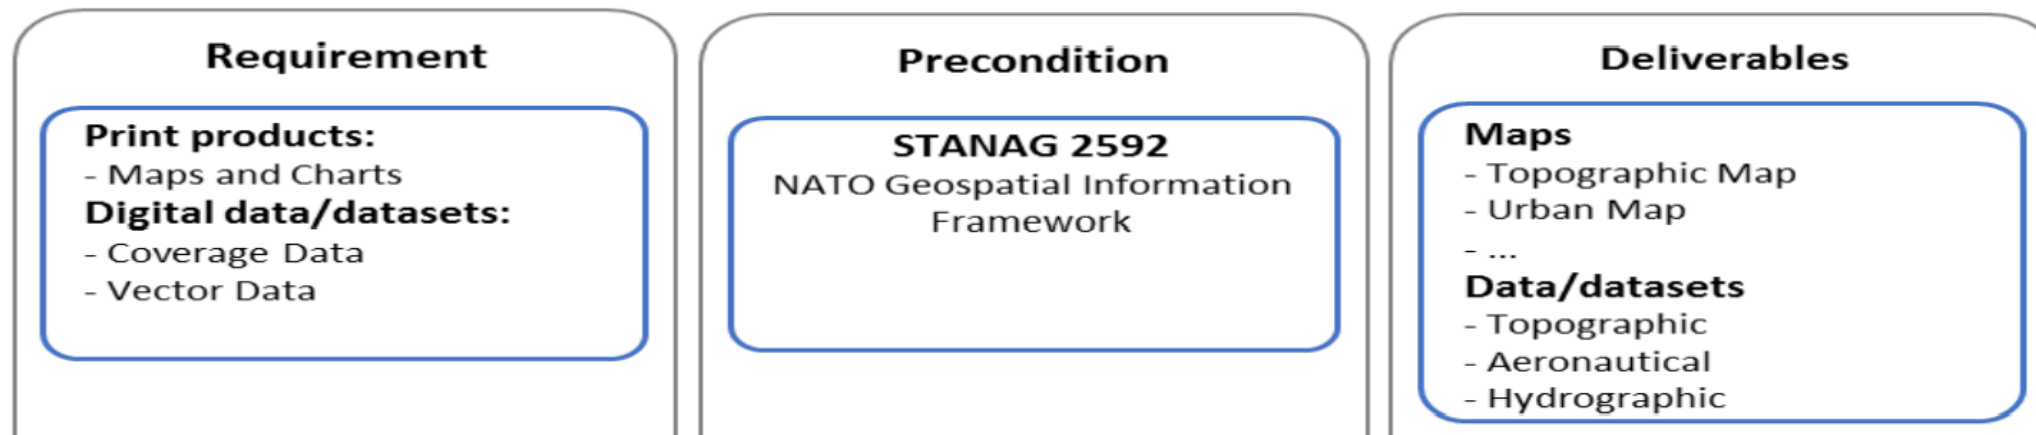 Requirement
Print products:
- Maps and Charts
Digital data/datasets:
- Coverage Data
- Vector Data
Precondition
STANAG 2592
NATO Geospatial Information
Framework
Deliverables
Maps
- Topographic Map
- Urban Map
- ...
Data/datasets
- Topographic
- Aeronautical
- Hydrographic